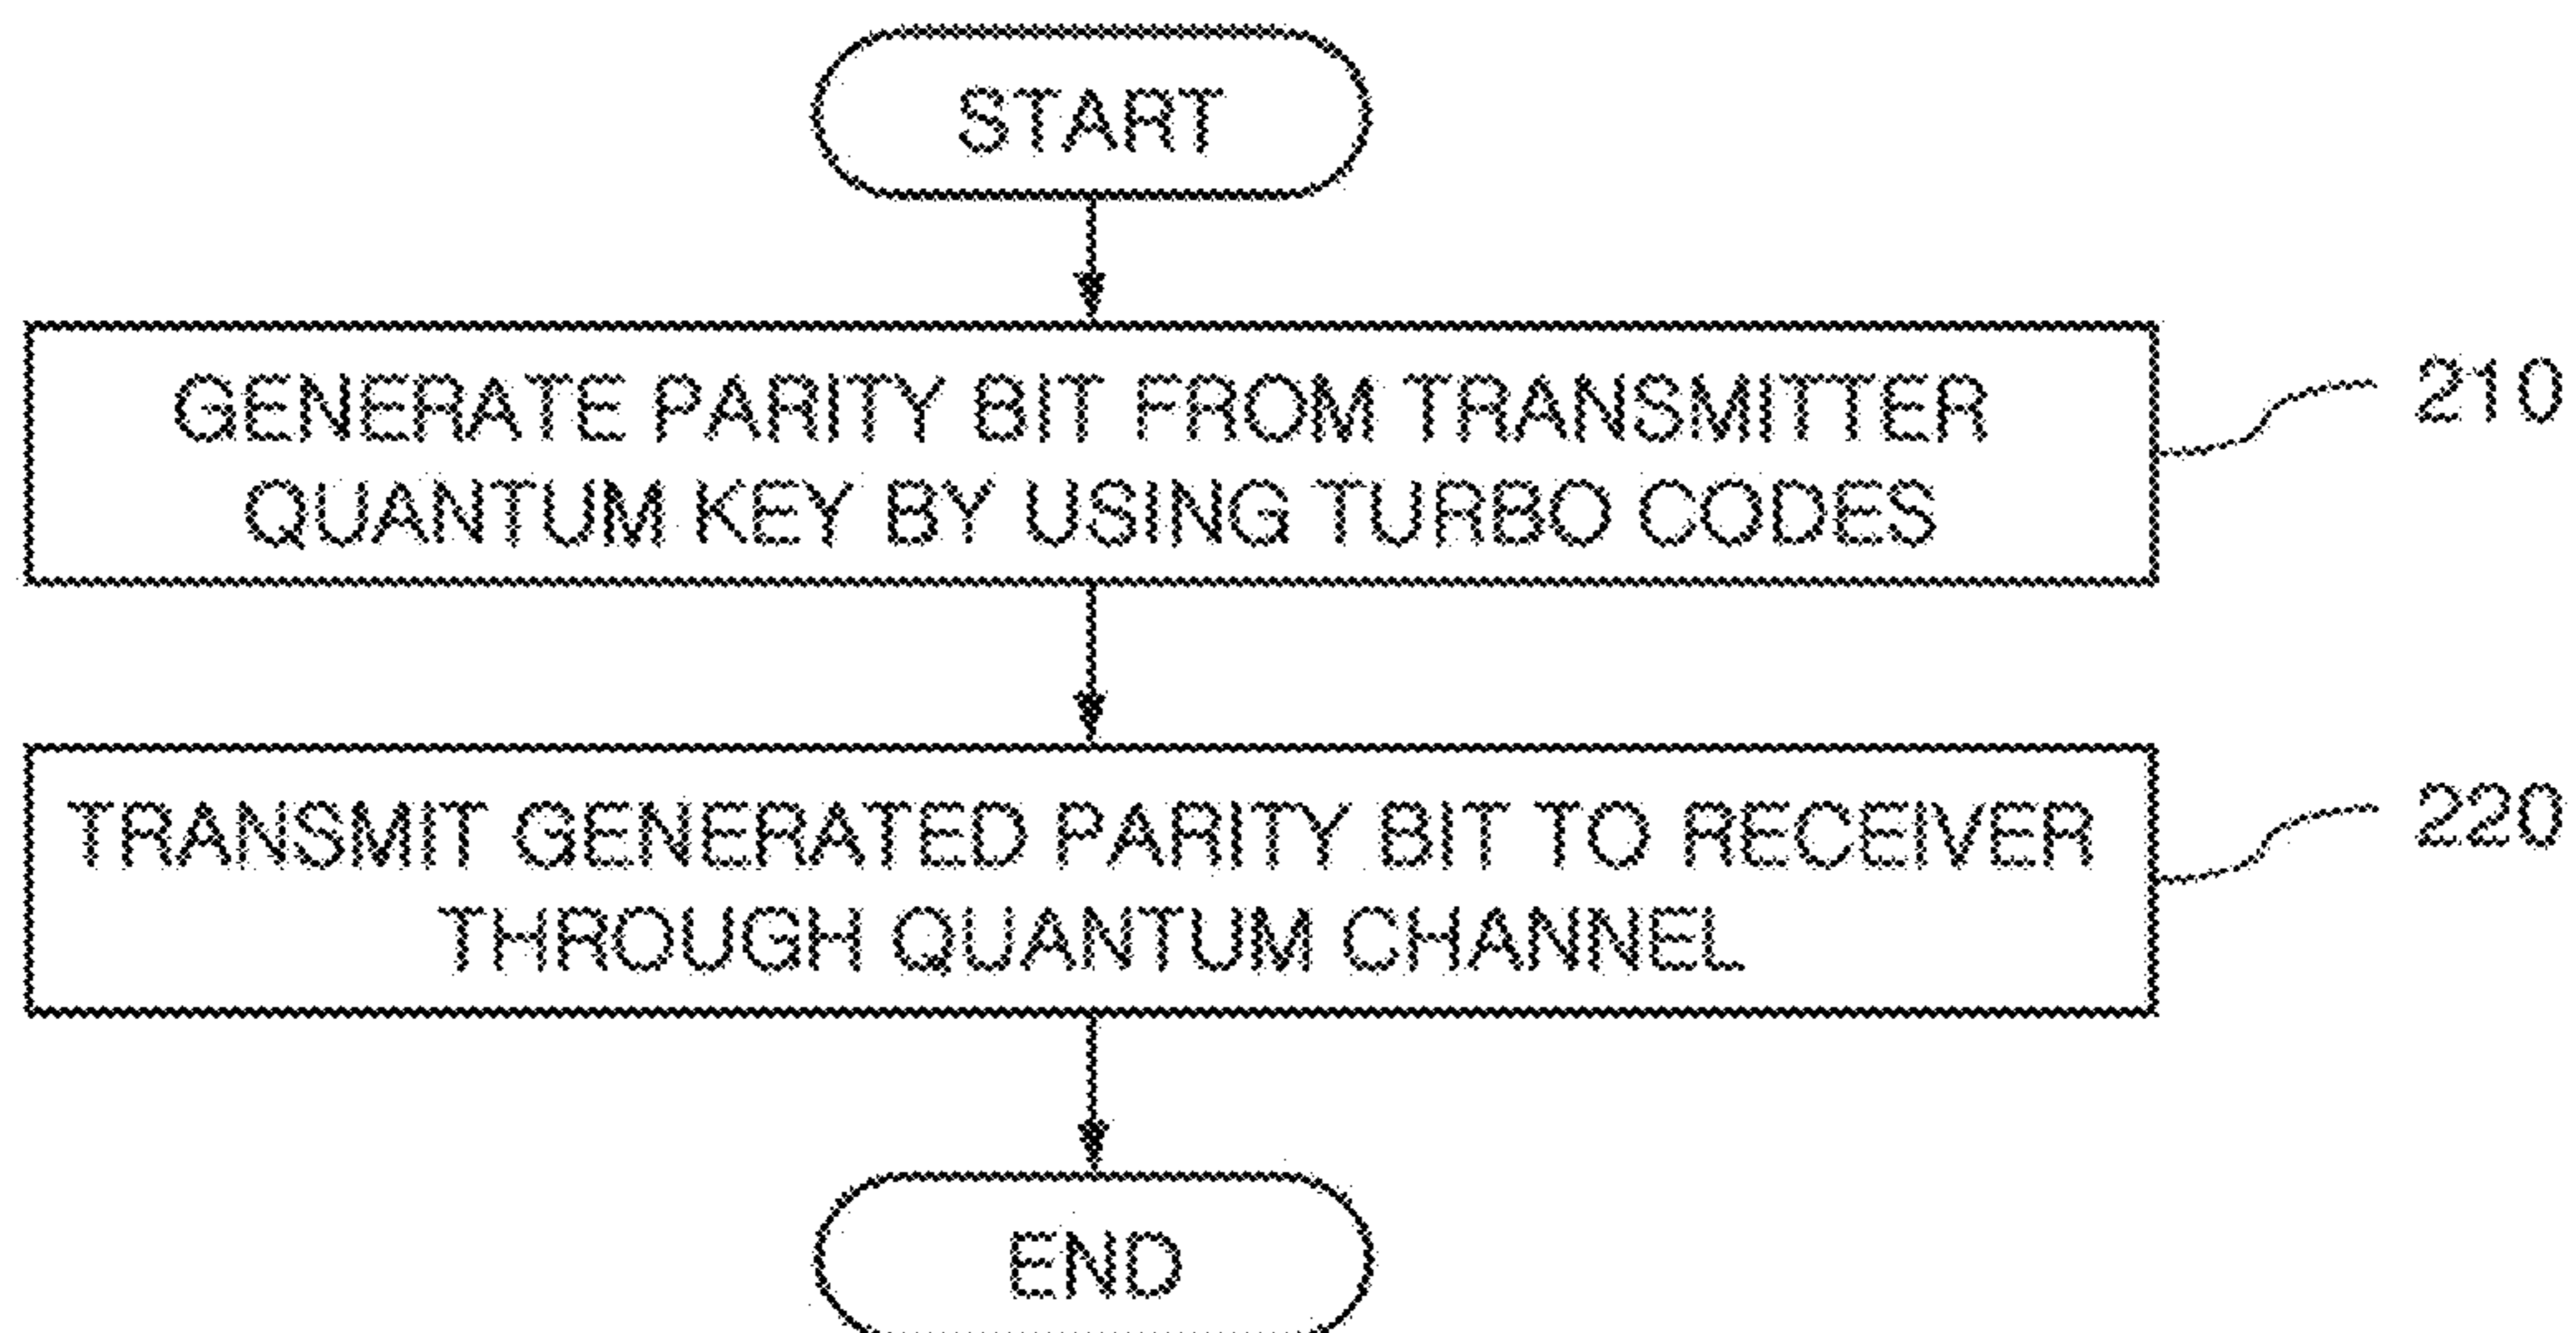 START
GENERATE PARITY BIT FROM TRANSMITTER
QUANTUM KEY BY USING TURBO CODES
210
TRANSMIT GENERATED PARITY BIT TO RECEIVER
THROUGH QUANTUM CHANNEL
220
END